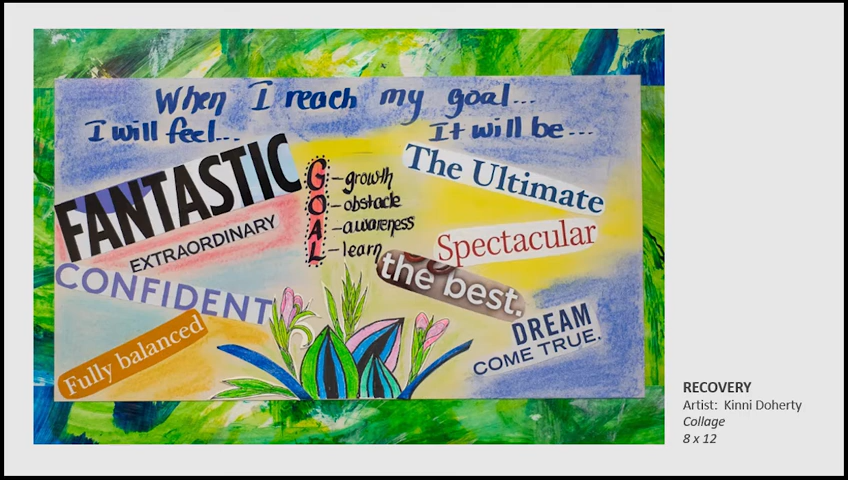 When I reach my goal...
I will feel...
It will be...
FANTASTIC
EXTRAORDINARY
CONFIDENT
Fully balanced
GOAL
G - growth
O - obstacle
A - awareness
L - learn
The Ultimate
Spectacular
the best.
DREAM
COME TRUE.
RECOVERY
Artist: Kinni Doherty
Collage
8 x 12